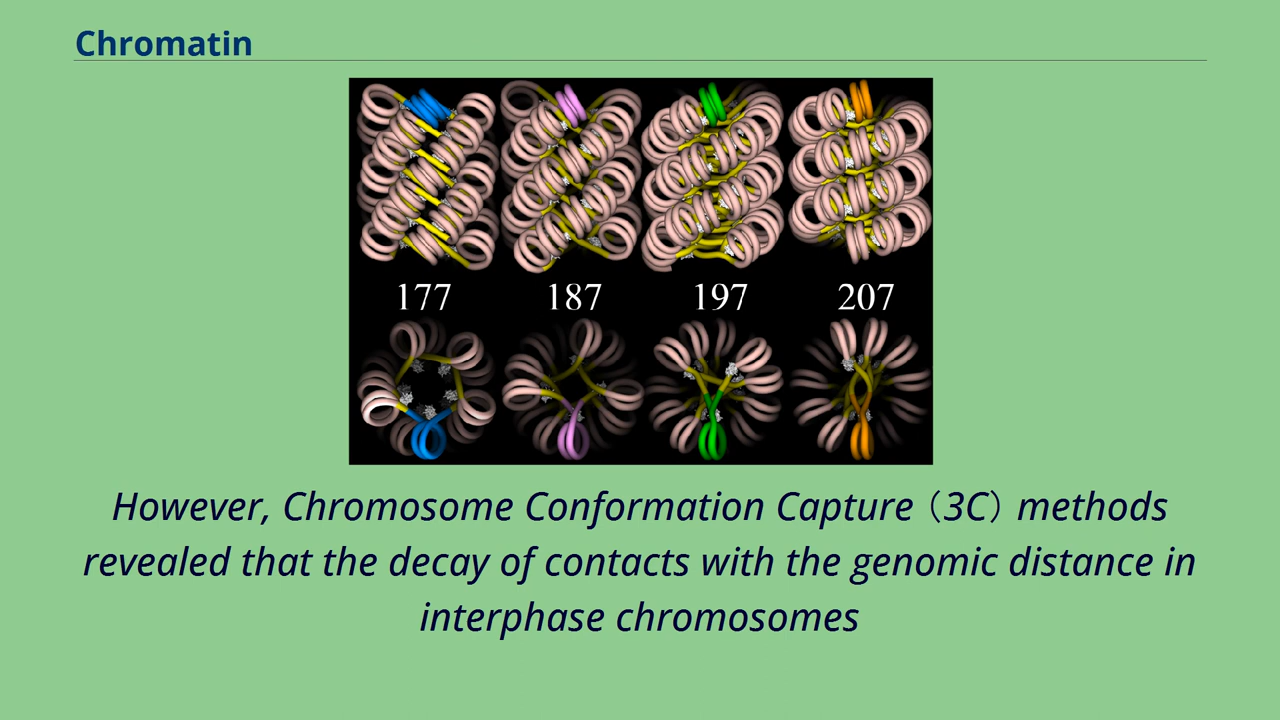 Chromatin
177 187 197 207
However, Chromosome Conformation Capture（3C）methods
revealed that the decay of contacts with the genomic distance in
interphase chromosomes